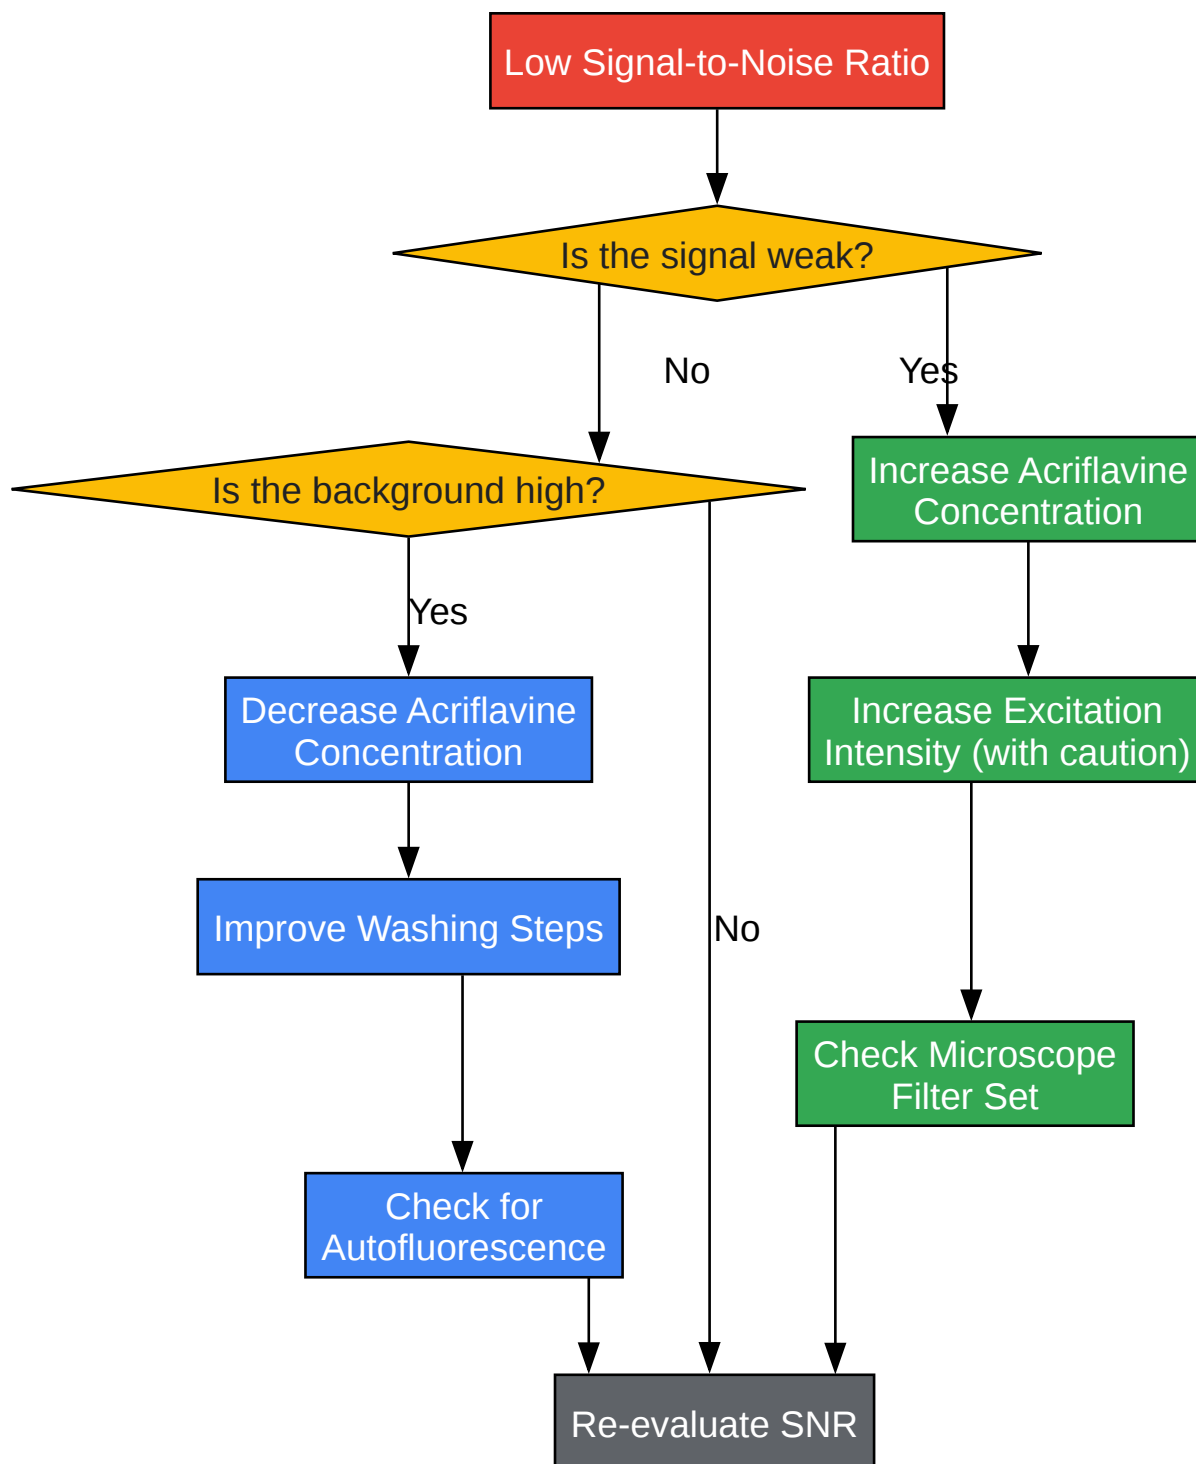 Low Signal-to-Noise Ratio
Is the signal weak?
No
Yes
Is the background high?
Increase Acriflavine
Concentration
Yes
Decrease Acriflavine
Concentration
Increase Excitation
Intensity (with caution)
Improve Washing Steps
No
Check Microscope
Filter Set
Check for
Autofluorescence
Re-evaluate SNR